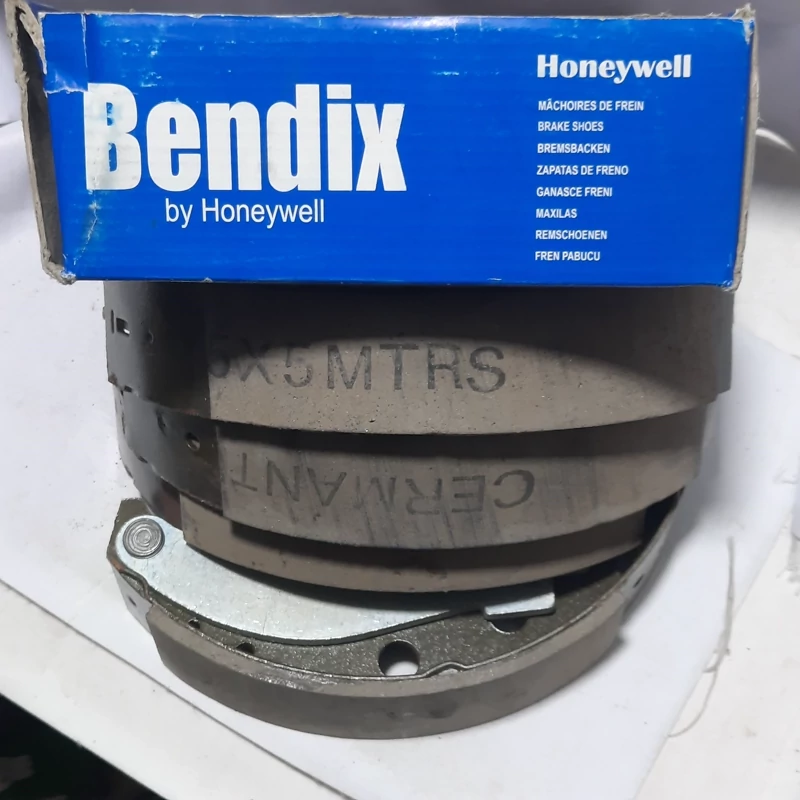 Bendix
by Honeywell
Honeywell
MÂCHOIRES DE FREIN
BRAKE SHOES
BREMSBACKEN
ZAPATAS DE FRENO
GANASCE FRENI
MAXILAS
REMSCHOENEN
FREN PABUCU
5X5MTRS
CERMANT